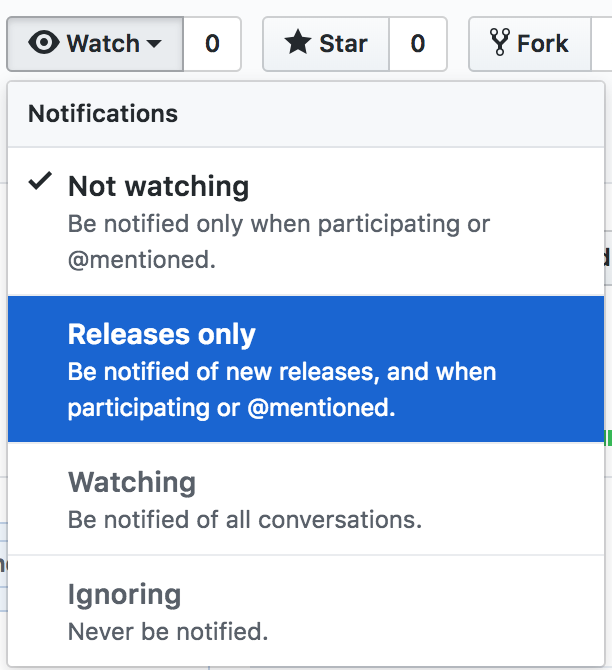 Watch 0 Star 0 Fork
Notifications
Not watching
Be notified only when participating or
@mentioned.
Releases only
Be notified of new releases, and when
participating or @mentioned.
Watching
Be notified of all conversations.
Ignoring
Never be notified.